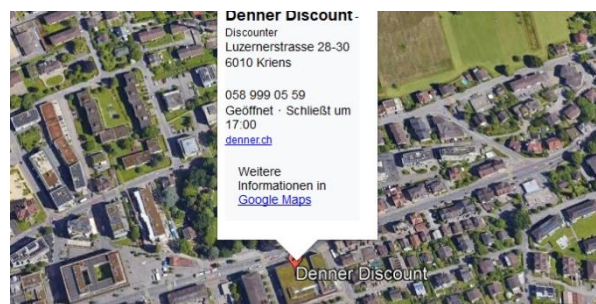 Denner Discount -
Discounter
Luzernerstrasse 28-30
6010 Kriens
058 999 05 59
Geöffnet · Schließt um
17:00
denner.ch
Weitere
Informationen in
Google Maps
Denner Discount